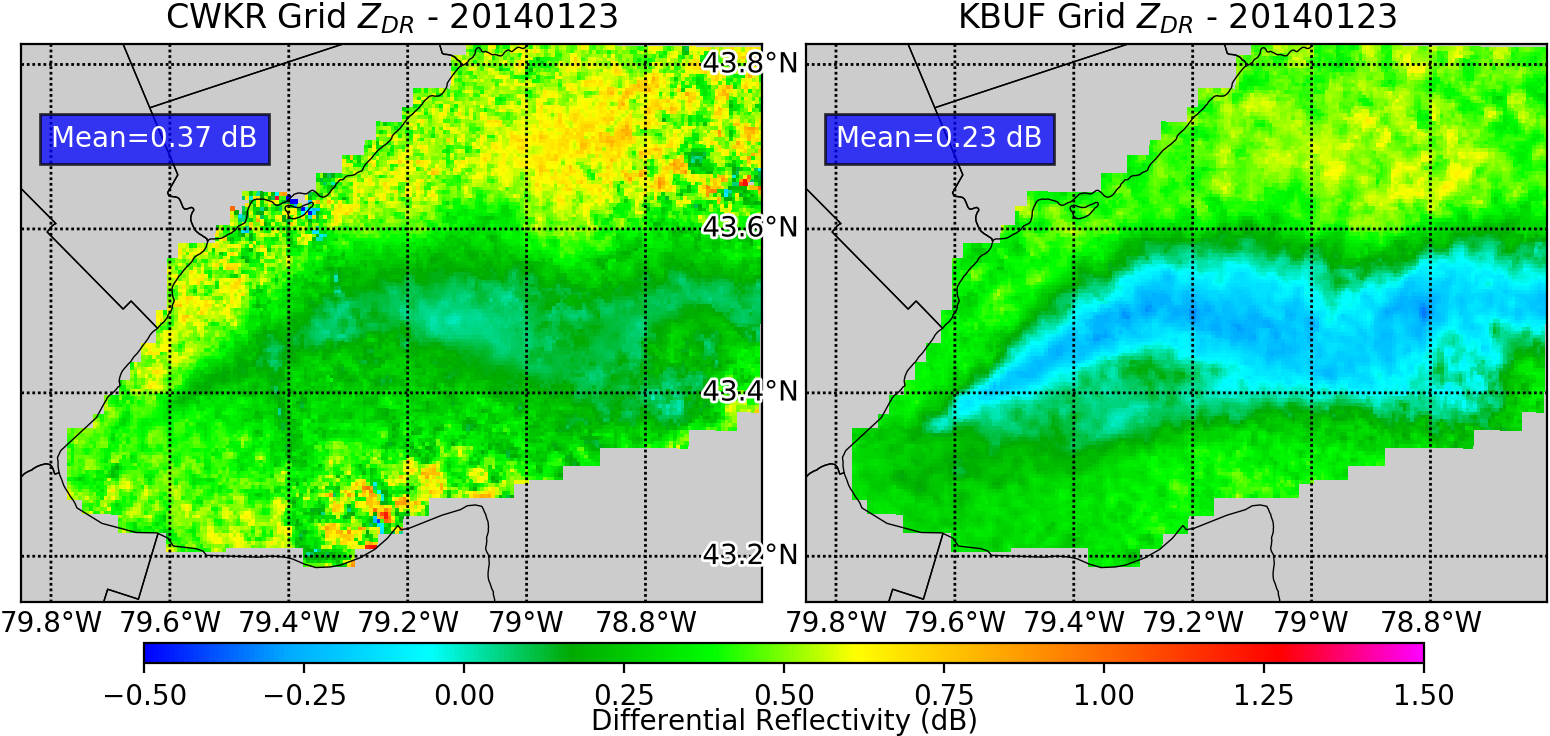 CWKR Grid Z_DR - 20140123
KBUF Grid Z_DR - 20140123
43.8°N
Mean=0.37 dB
Mean=0.23 dB
43.6°N
43.4°N
43.2°N
79.8°W 79.6°W 79.4°W 79.2°W 79°W 78.8°W
79.8°W 79.6°W 79.4°W 79.2°W 79°W 78.8°W
−0.50 −0.25 0.00 0.25 0.50 0.75 1.00 1.25 1.50
Differential Reflectivity (dB)